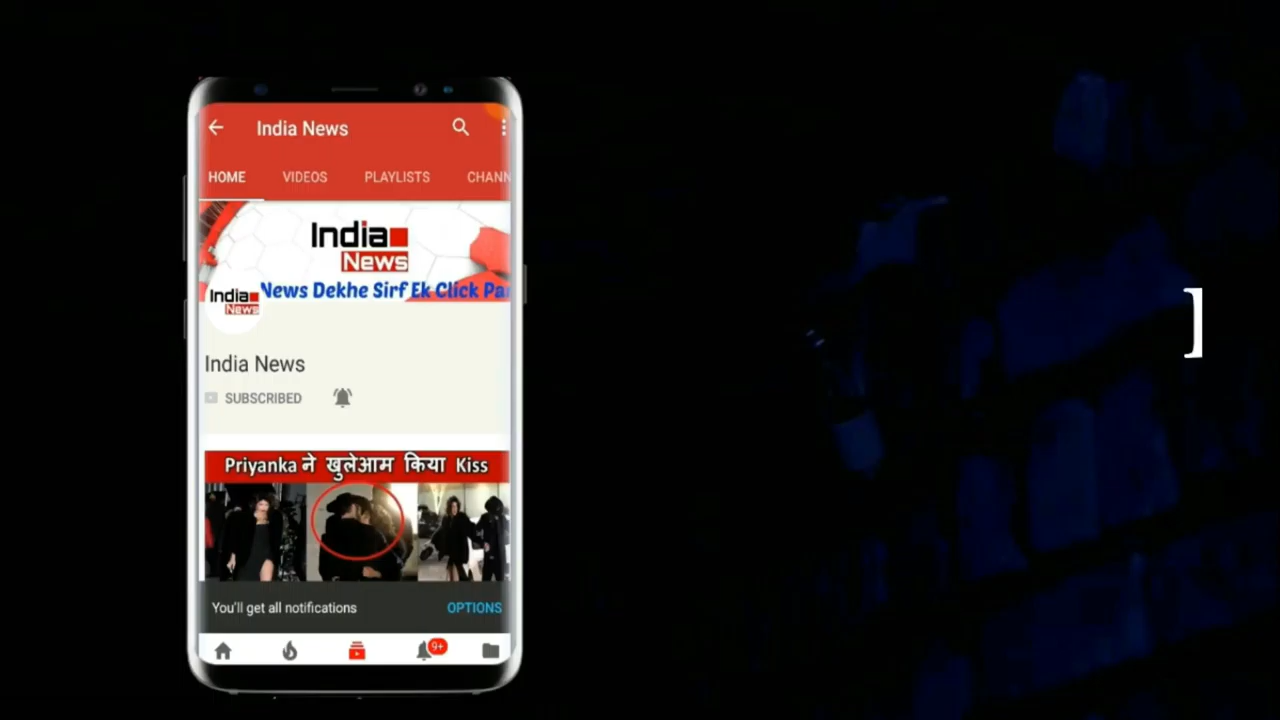 India News
HOME VIDEOS PLAYLISTS CHANN
India
News
News Dekhe Sirf Ek Click Par
India
News
India News
SUBSCRIBED
Priyanka ने खुलेआम किया Kiss
You'll get all notifications OPTIONS
9+
]